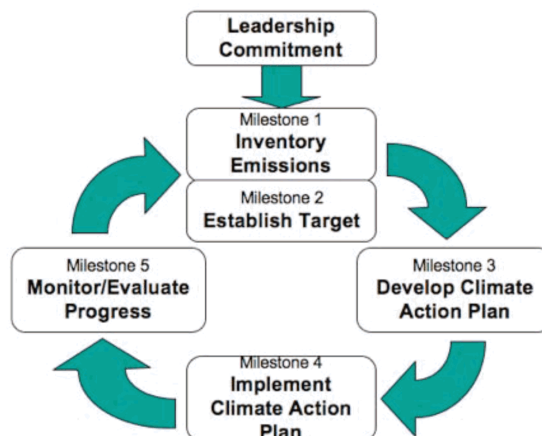 Leadership
Commitment
Milestone 1
Inventory
Emissions
Milestone 2
Establish Target
Milestone 5
Monitor/Evaluate
Progress
Milestone 3
Develop Climate
Action Plan
Milestone 4
Implement
Climate Action
Plan